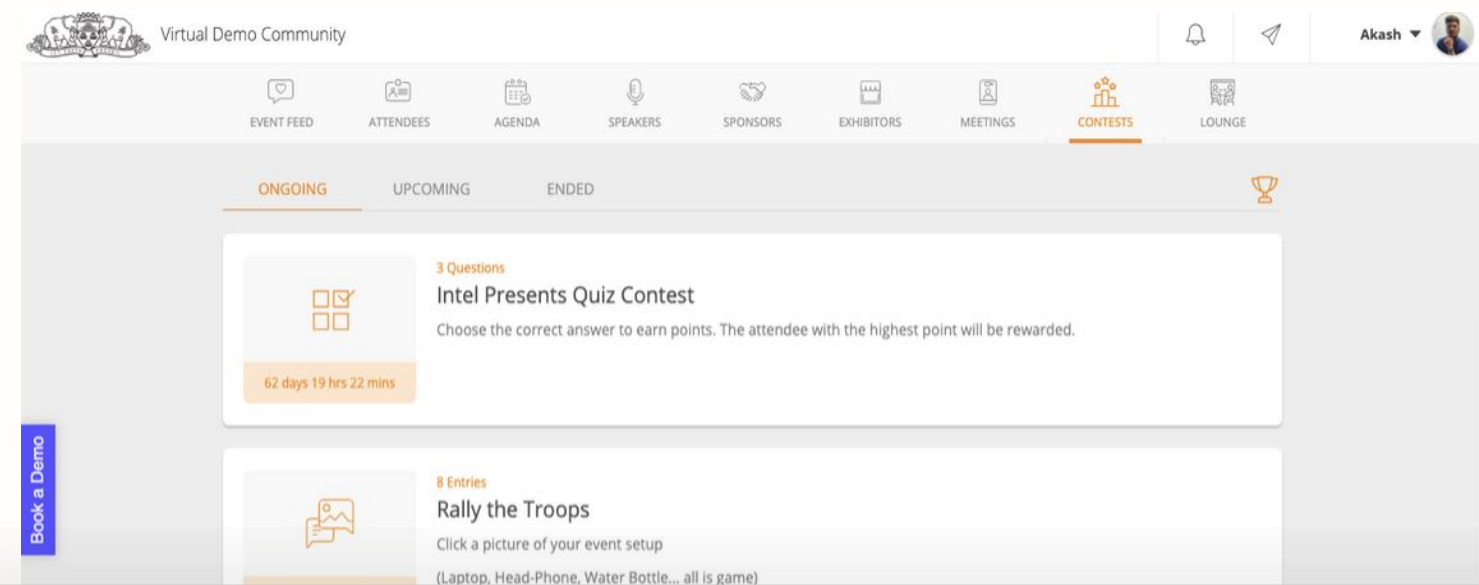 Virtual Demo Community
Akash
EVENT FEED
ATTENDEES
AGENDA
SPEAKERS
SPONSORS
EXHIBITORS
MEETINGS
CONTESTS
LOUNGE
ONGOING
UPCOMING
ENDED
3 Questions
Intel Presents Quiz Contest
Choose the correct answer to earn points. The attendee with the highest point will be rewarded.
62 days 19 hrs 22 mins
Book a Demo
8 Entries
Rally the Troops
Click a picture of your event setup
(Laptop, Head-Phone, Water Bottle... all is game)